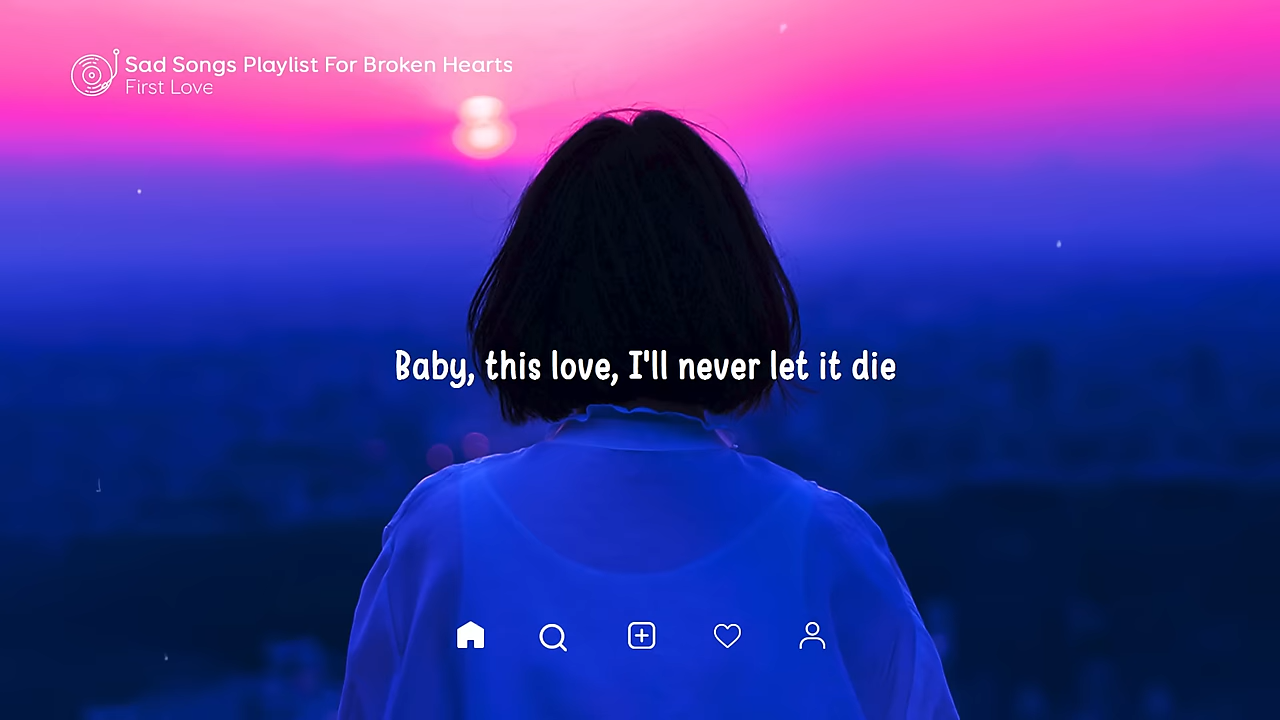 Sad Songs Playlist For Broken Hearts
First Love
Baby, this love, I'll never let it die